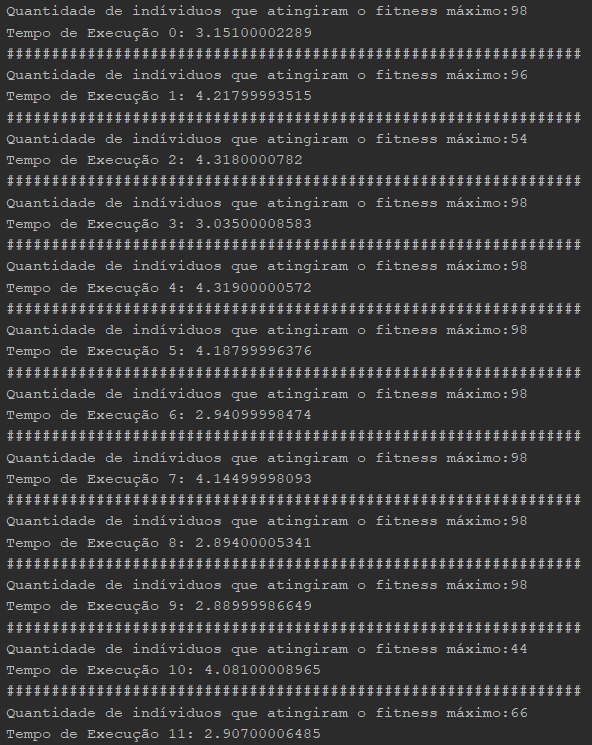 Quantidade de indíviduos que atingiram o fitness máximo:98
Tempo de Execução 0: 3.15100002289
################################################################
Quantidade de indíviduos que atingiram o fitness máximo:96
Tempo de Execução 1: 4.21799993515
################################################################
Quantidade de indíviduos que atingiram o fitness máximo:54
Tempo de Execução 2: 4.3180000782
################################################################
Quantidade de indíviduos que atingiram o fitness máximo:98
Tempo de Execução 3: 3.03500008583
################################################################
Quantidade de indíviduos que atingiram o fitness máximo:98
Tempo de Execução 4: 4.31900000572
################################################################
Quantidade de indíviduos que atingiram o fitness máximo:98
Tempo de Execução 5: 4.18799996376
################################################################
Quantidade de indíviduos que atingiram o fitness máximo:98
Tempo de Execução 6: 2.94099998474
################################################################
Quantidade de indíviduos que atingiram o fitness máximo:98
Tempo de Execução 7: 4.14499998093
################################################################
Quantidade de indíviduos que atingiram o fitness máximo:98
Tempo de Execução 8: 2.89400005341
################################################################
Quantidade de indíviduos que atingiram o fitness máximo:98
Tempo de Execução 9: 2.88999986649
################################################################
Quantidade de indíviduos que atingiram o fitness máximo:44
Tempo de Execução 10: 4.08100008965
################################################################
Quantidade de indíviduos que atingiram o fitness máximo:66
Tempo de Execução 11: 2.90700006485